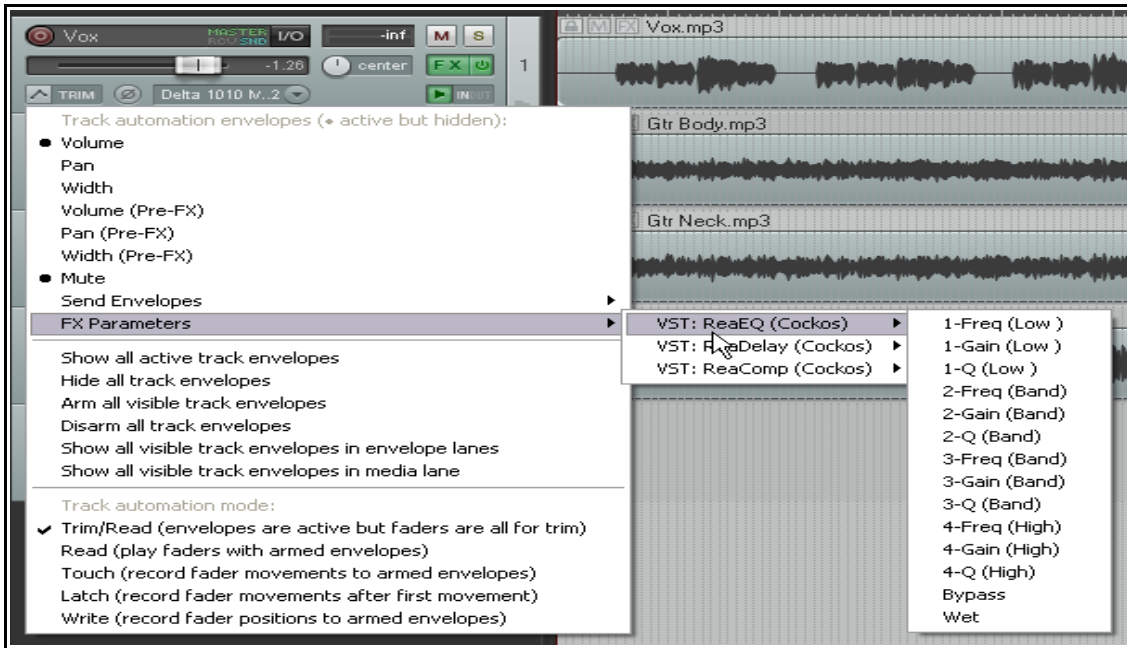 Vox MASTER RCV SND I/O -inf M S
-1.26 center FX 1
TRIM Delta 1010 M..2 IN OUT
M FX Vox.mp3
Gtr Body.mp3
Gtr Neck.mp3
Track automation envelopes (• active but hidden):
Volume
Pan
Width
Volume (Pre-FX)
Pan (Pre-FX)
Width (Pre-FX)
Mute
Send Envelopes
FX Parameters
Show all active track envelopes
Hide all track envelopes
Arm all visible track envelopes
Disarm all track envelopes
Show all visible track envelopes in envelope lanes
Show all visible track envelopes in media lane
Track automation mode:
Trim/Read (envelopes are active but faders are all for trim)
Read (play faders with armed envelopes)
Touch (record fader movements to armed envelopes)
Latch (record fader movements after first movement)
Write (record fader positions to armed envelopes)
VST: ReaEQ (Cockos)
VST: ReaDelay (Cockos)
VST: ReaComp (Cockos)
1-Freq (Low )
1-Gain (Low )
1-Q (Low )
2-Freq (Band)
2-Gain (Band)
2-Q (Band)
3-Freq (Band)
3-Gain (Band)
3-Q (Band)
4-Freq (High)
4-Gain (High)
4-Q (High)
Bypass
Wet